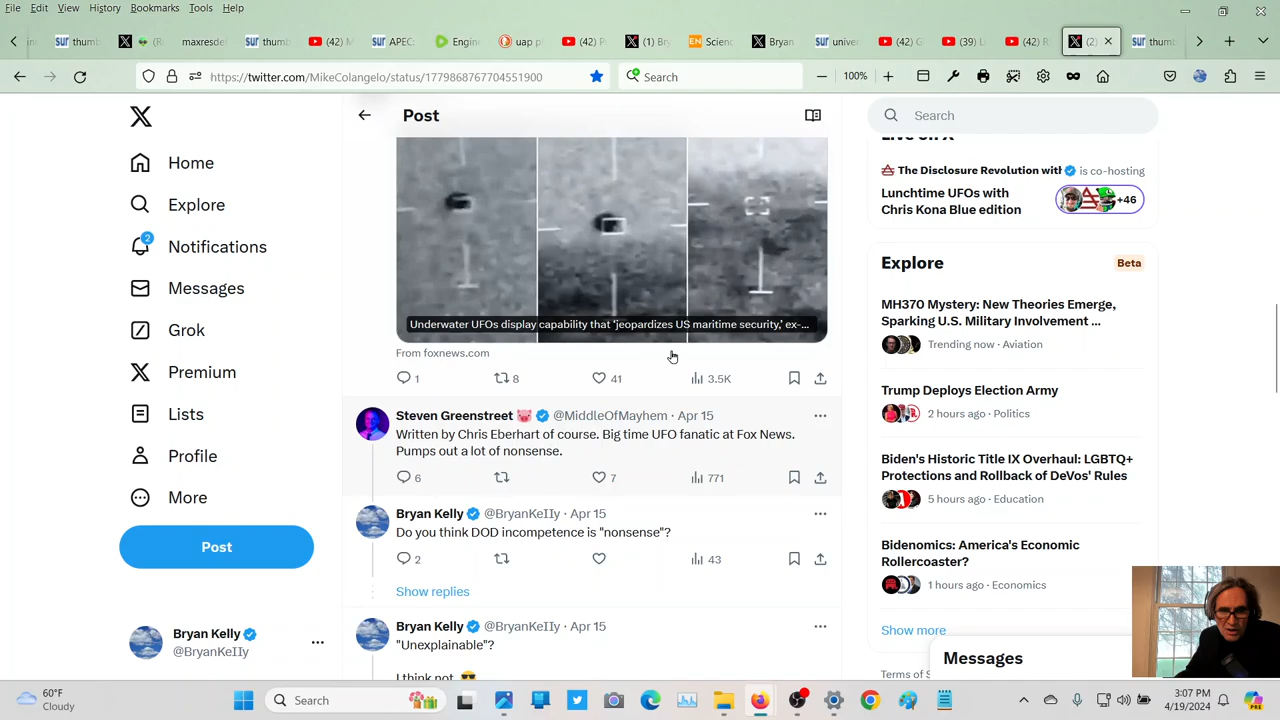 File Edit View History Bookmarks Tools Help
thumb
(R
maxresdef
thumb
(42) M
APEC:
Engine
uap p
(42) P
(1) Bry
Scienc
Bryan
univer
(42) G
(39) L
(42) R
(2)
thumb
https://twitter.com/MikeColangelo/status/1779868767704551900
Search
100%
Home
Explore
Notifications
2
Messages
Grok
Premium
Lists
Profile
More
Post
Bryan Kelly
@BryanKeIIy
Post
Underwater UFOs display capability that 'jeopardizes US maritime security,' ex-...
From foxnews.com
1 8 41 3.5K
Steven Greenstreet @MiddleOfMayhem · Apr 15
Written by Chris Eberhart of course. Big time UFO fanatic at Fox News.
Pumps out a lot of nonsense.
6 7 771
Bryan Kelly @BryanKeIIy · Apr 15
Do you think DOD incompetence is "nonsense"?
2 43
Show replies
Bryan Kelly @BryanKeIIy · Apr 15
"Unexplainable"?
I think not
Search
Live on X
The Disclosure Revolution with is co-hosting
Lunchtime UFOs with
Chris Kona Blue edition
+46
Explore
Beta
MH370 Mystery: New Theories Emerge,
Sparking U.S. Military Involvement ...
Trending now · Aviation
Trump Deploys Election Army
2 hours ago · Politics
Biden's Historic Title IX Overhaul: LGBTQ+
Protections and Rollback of DeVos' Rules
5 hours ago · Education
Bidenomics: America's Economic
Rollercoaster?
1 hours ago · Economics
Show more
Terms of S
Messages
60°F
Cloudy
Search
3:07 PM
4/19/2024